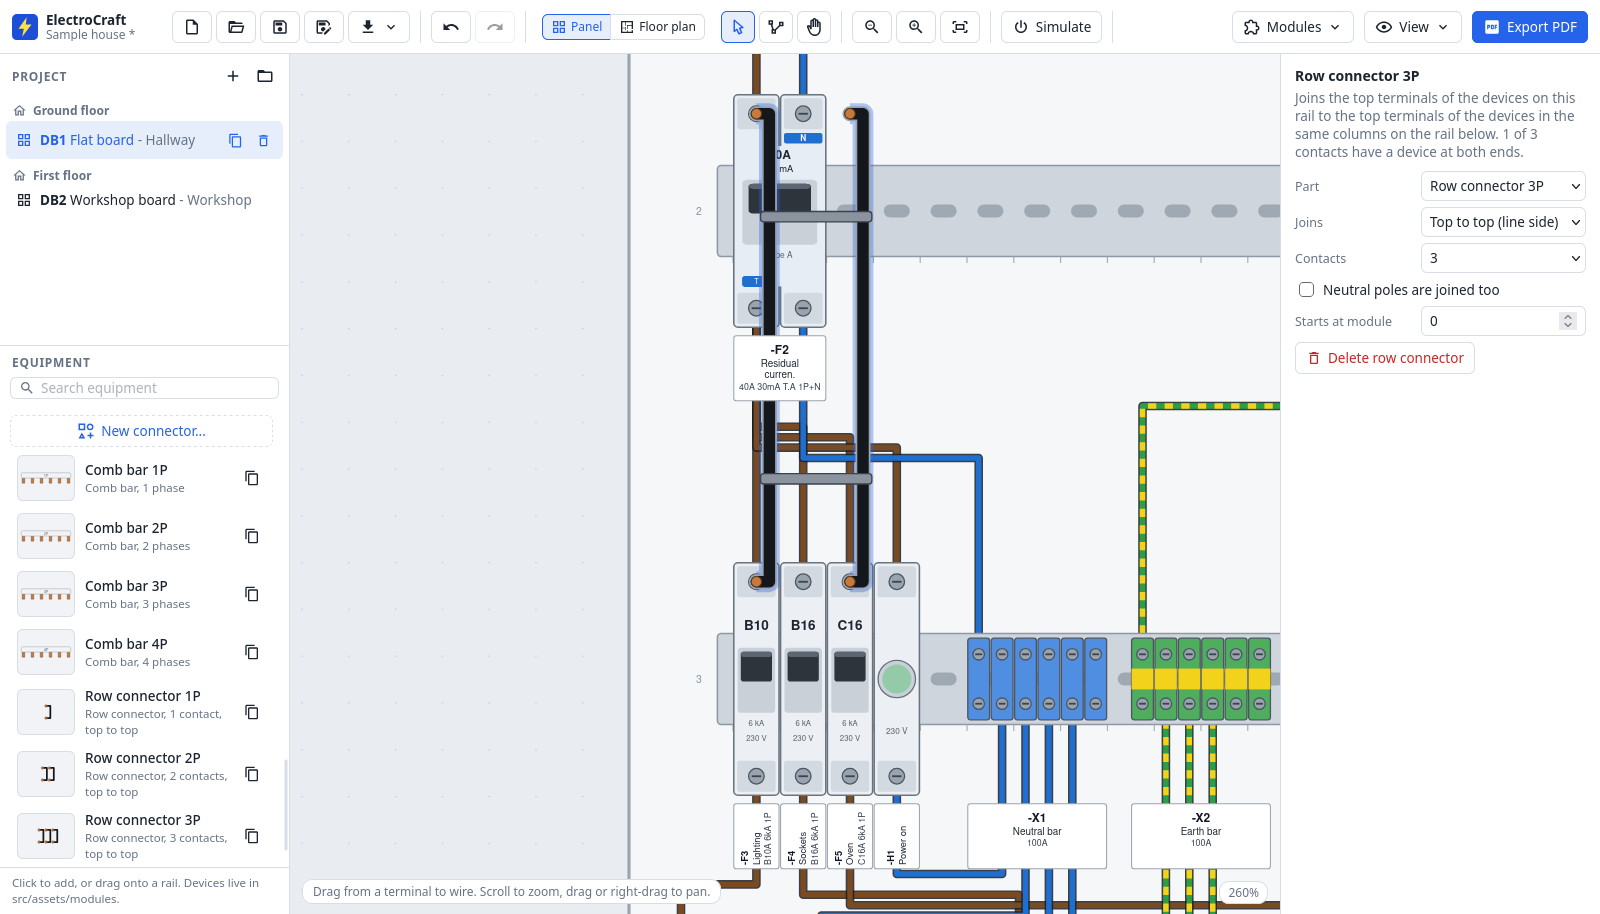 ElectroCraft
Sample house *
Panel
Floor plan
Simulate
Modules
View
PDF
Export PDF
PROJECT
Ground floor
DB1 Flat board - Hallway
First floor
DB2 Workshop board - Workshop
EQUIPMENT
Search equipment
New connector...
Comb bar 1P
Comb bar, 1 phase
Comb bar 2P
Comb bar, 2 phases
Comb bar 3P
Comb bar, 3 phases
Comb bar 4P
Comb bar, 4 phases
Row connector 1P
Row connector, 1 contact,
top to top
Row connector 2P
Row connector, 2 contacts,
top to top
Row connector 3P
Row connector, 3 contacts,
top to top
Click to add, or drag onto a rail. Devices live in
src/assets/modules.
N
0A
mA
2
pe A
T
-F2
Residual
curren.
40A 30mA T.A 1P+N
B10
B16
C16
3
6 kA
6 kA
6 kA
230 V
230 V
230 V
230 V
-F3
Lighting
B10A 6kA 1P
-F4
Sockets
B16A 6kA 1P
-F5
Oven
C16A 6kA 1P
-H1
Power on
-X1
Neutral bar
100A
-X2
Earth bar
100A
Drag from a terminal to wire. Scroll to zoom, drag or right-drag to pan.
260%
Row connector 3P
Joins the top terminals of the devices on this
rail to the top terminals of the devices in the
same columns on the rail below. 1 of 3
contacts have a device at both ends.
Part
Row connector 3P
Joins
Top to top (line side)
Contacts
3
Neutral poles are joined too
Starts at module
0
Delete row connector